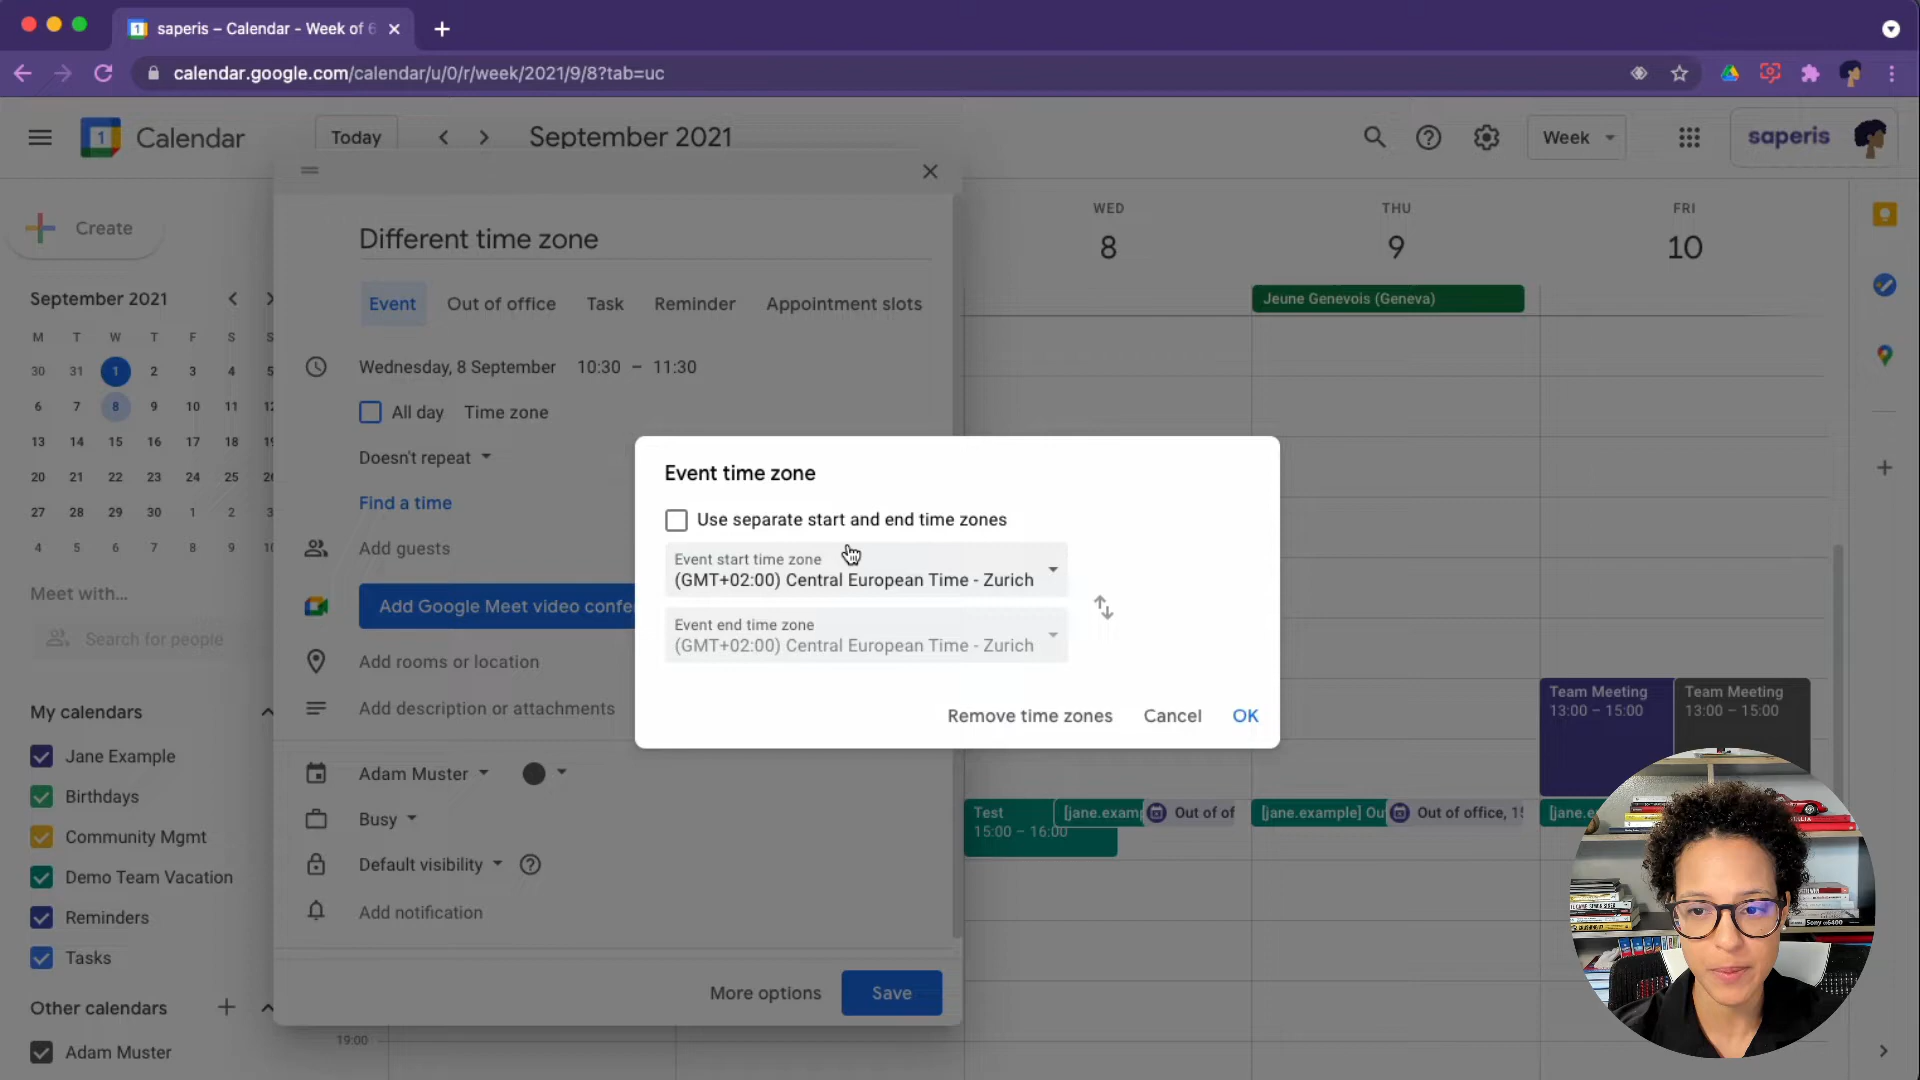 saperis – Calendar - Week of 6
calendar.google.com/calendar/u/0/r/week/2021/9/8?tab=uc
1 Calendar
Today
September 2021
Week
saperis
Create
September 2021
M T W T F S S
30 31 1 2 3 4 5
6 7 8 9 10 11 12
13 14 15 16 17 18 19
20 21 22 23 24 25 26
27 28 29 30 1 2 3
4 5 6 7 8 9 10
Meet with...
Search for people
My calendars
Jane Example
Birthdays
Community Mgmt
Demo Team Vacation
Reminders
Tasks
Other calendars
Adam Muster
Different time zone
Event Out of office Task Reminder Appointment slots
Wednesday, 8 September 10:30 – 11:30
All day Time zone
Doesn't repeat
Find a time
Add guests
Add Google Meet video confe
Add rooms or location
Add description or attachments
Adam Muster
Busy
Default visibility
Add notification
More options Save
19:00
Event time zone
Use separate start and end time zones
Event start time zone
(GMT+02:00) Central European Time - Zurich
Event end time zone
(GMT+02:00) Central European Time - Zurich
Remove time zones Cancel OK
WED
8
THU
9
FRI
10
Jeune Genevois (Geneva)
Team Meeting
13:00 – 15:00
Team Meeting
13:00 – 15:00
Test
15:00 – 16:00
[jane.exam
Out of of
[jane.example] Ou
Out of office, 15
[jane.e